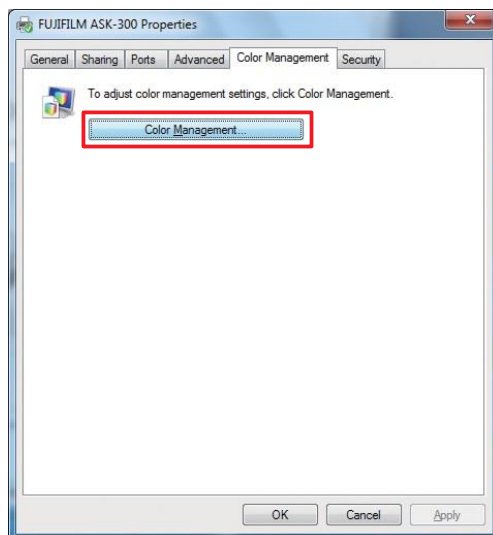 FUJIFILM ASK-300 Properties
General Sharing Ports Advanced Color Management Security
To adjust color management settings, click Color Management.
Color Management...
OK Cancel Apply